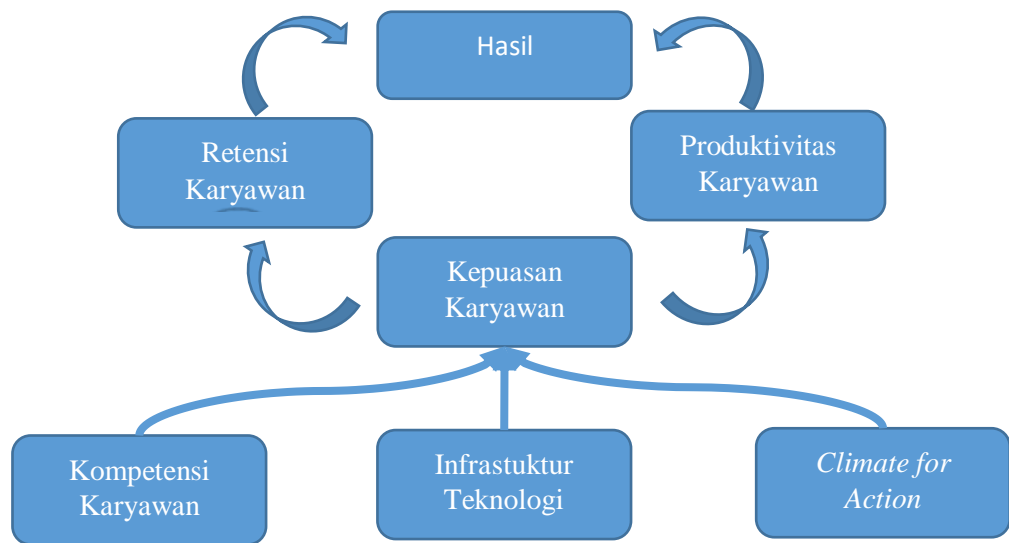 Hasil
Retensi
Karyawan
Produktivitas
Karyawan
Kepuasan
Karyawan
Kompetensi
Karyawan
Infrastuktur
Teknologi
Climate for
Action